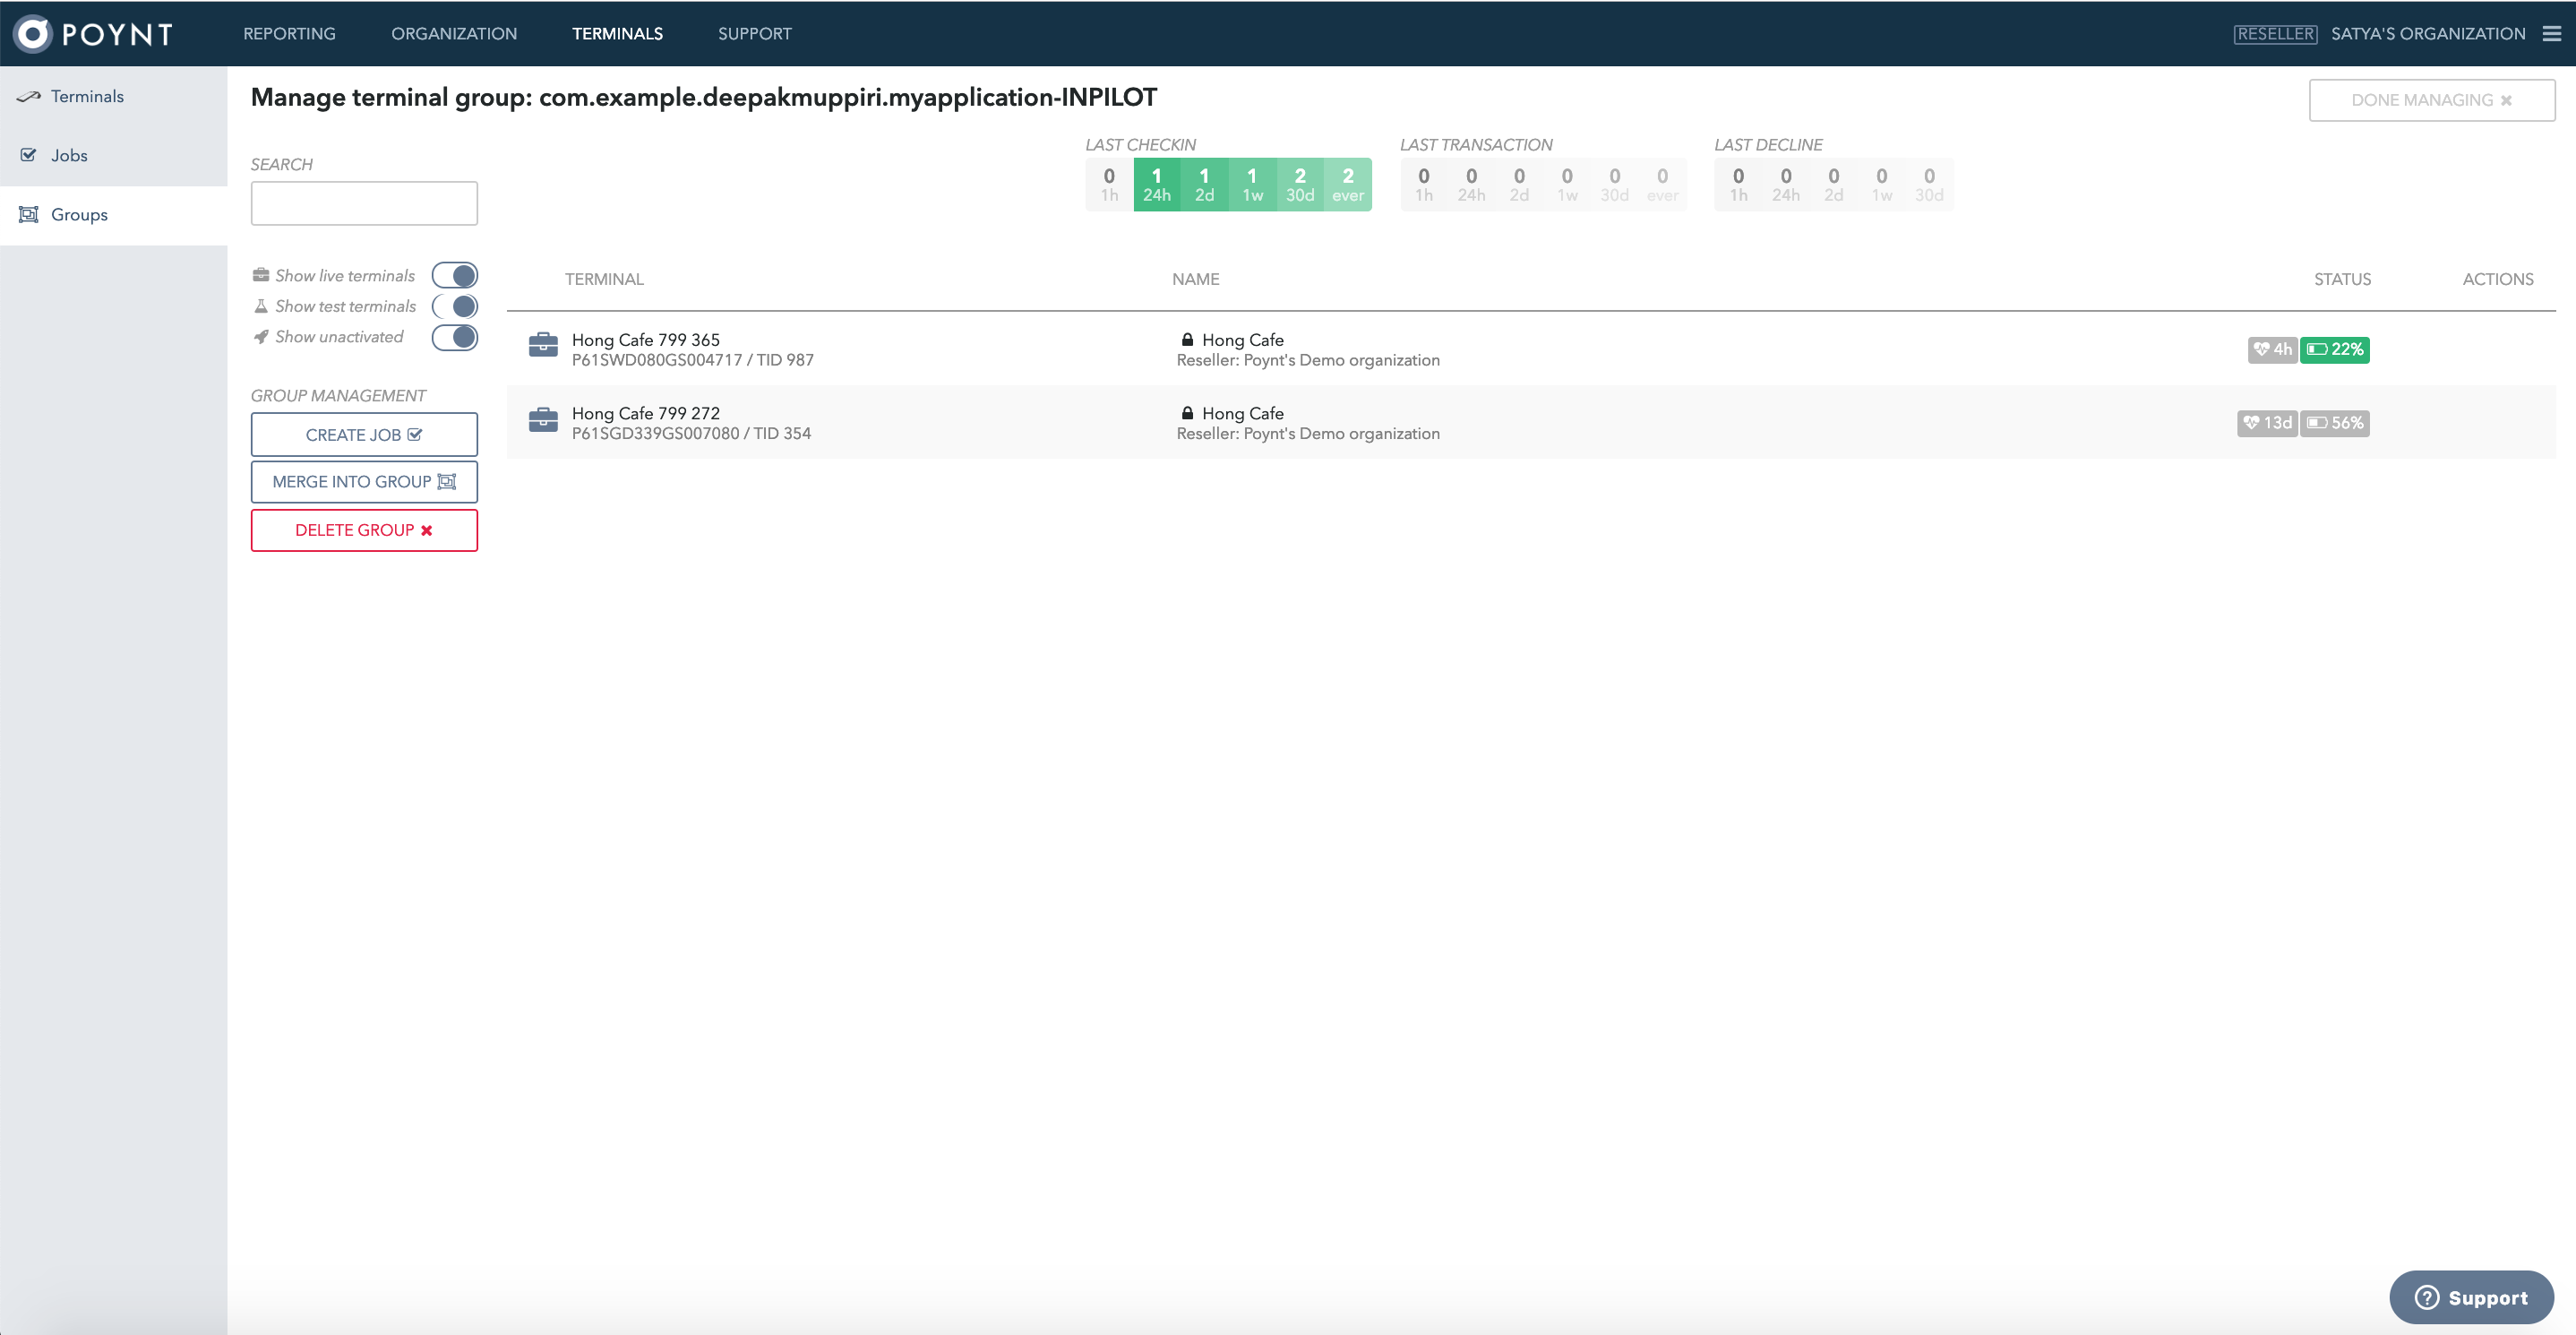 POYNT
REPORTING
ORGANIZATION
TERMINALS
SUPPORT
RESELLER
SATYA'S ORGANIZATION
Terminals
Jobs
Groups
Manage terminal group: com.example.deepakmuppiri.myapplication-INPILOT
DONE MANAGING
SEARCH
LAST CHECKIN
0 1 1 1 2 2
1h 24h 2d 1w 30d ever
LAST TRANSACTION
0 0 0 0 0 0
1h 24h 2d 1w 30d ever
LAST DECLINE
0 0 0 0 0
1h 24h 2d 1w 30d
Show live terminals
Show test terminals
Show unactivated
GROUP MANAGEMENT
CREATE JOB
MERGE INTO GROUP
DELETE GROUP
TERMINAL NAME STATUS ACTIONS
Hong Cafe 799 365
P61SWD080GS004717 / TID 987
Hong Cafe
Reseller: Poynt's Demo organization
4h 22%
Hong Cafe 799 272
P61SGD339GS007080 / TID 354
Hong Cafe
Reseller: Poynt's Demo organization
13d 56%
Support